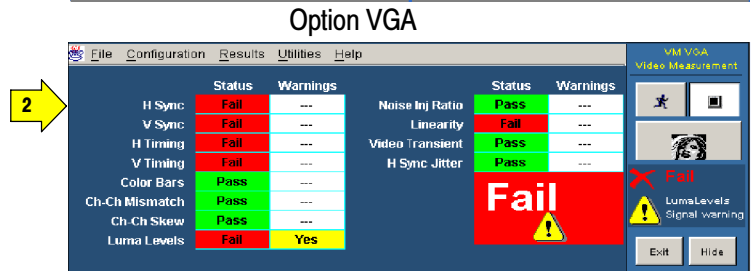 Option VGA
File Configuration Results Utilities Help
VM VGA
Video Measurement
Status Warnings Status Warnings
2
H Sync Fail --- Noise Inj Ratio Pass ---
V Sync Fail --- Linearity Fail ---
H Timing Fail --- Video Transient Pass ---
V Timing Fail --- H Sync Jitter Pass ---
Color Bars Pass ---
Ch-Ch Mismatch Pass ---
Ch-Ch Skew Pass ---
Luma Levels Fail Yes
Fail
Fail
LumaLevels
Signal warning
Exit Hide